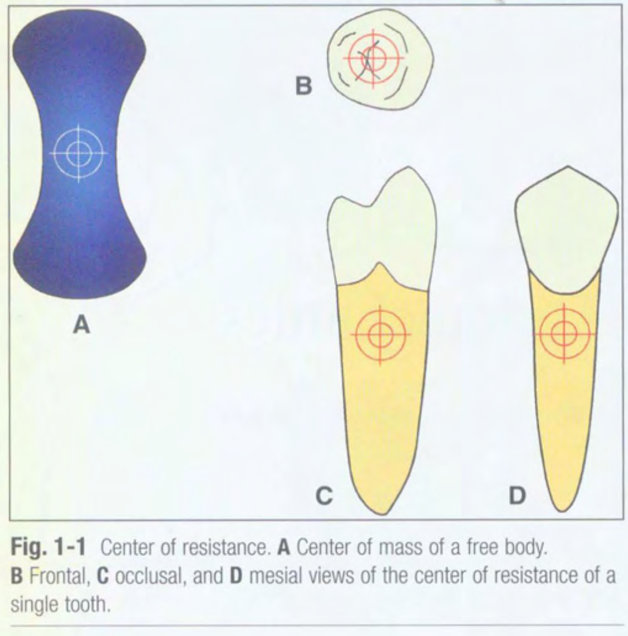 B
A
C
D
Fig. 1-1 Center of resistance. A Center of mass of a free body.
B Frontal, C occlusal, and D mesial views of the center of resistance of a
single tooth.